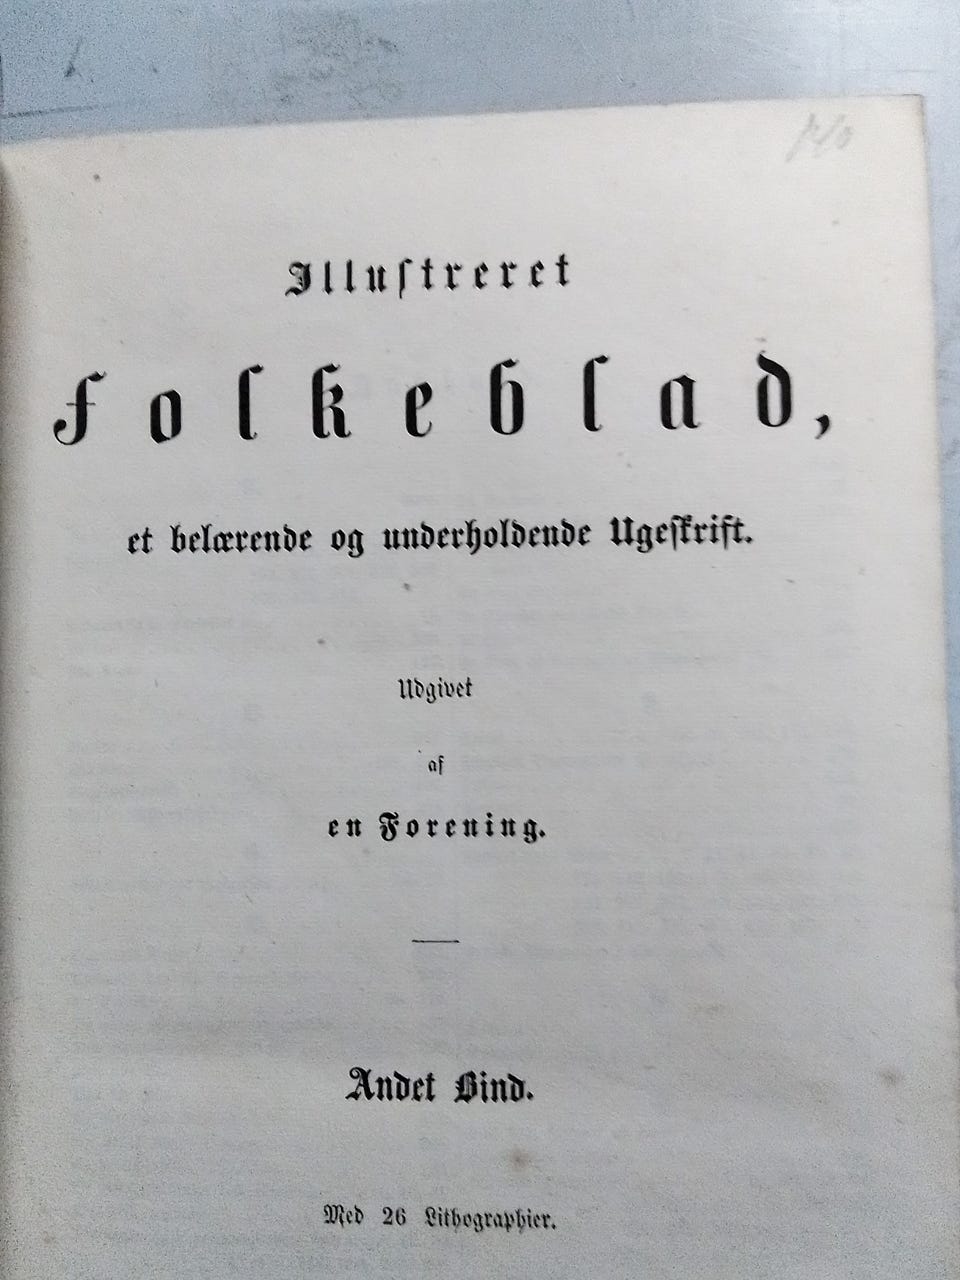 Illustreret
Folkeblad,
et belærende og underholdende Ugeskrift.
Udgivet
af
en Forening.
Andet Bind.
Med 26 Lithographier.